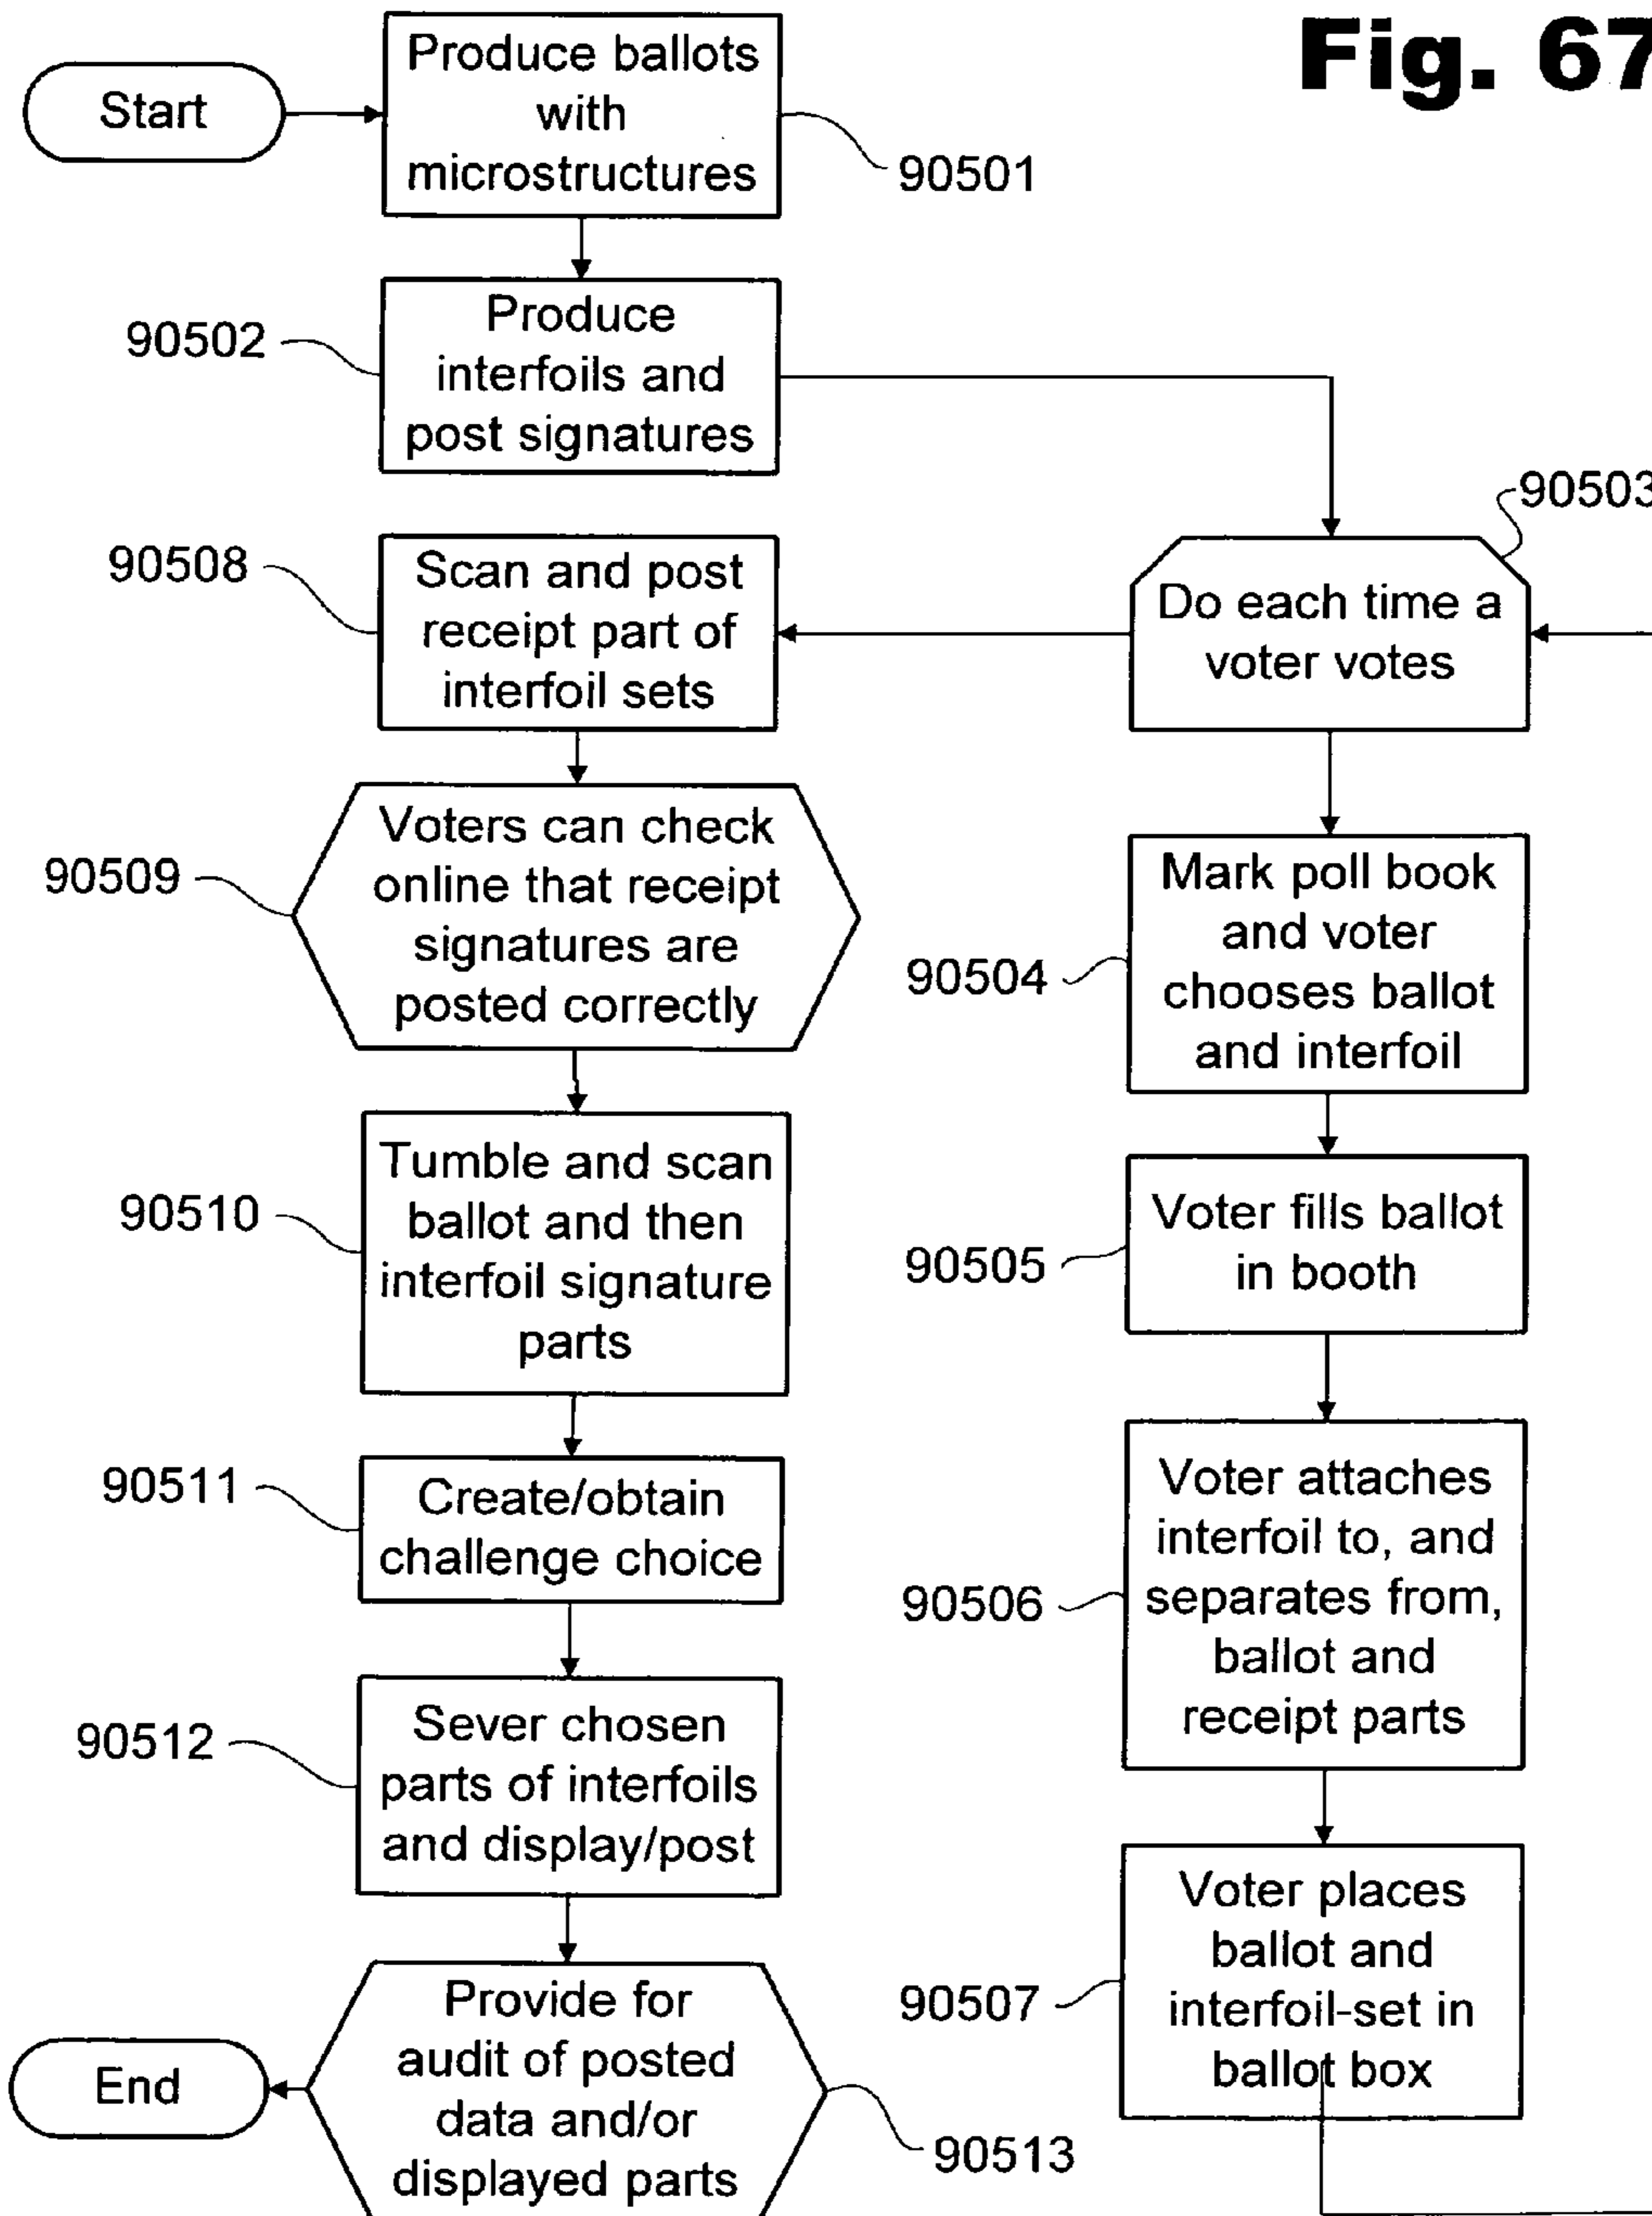 Fig. 67
Start
Produce ballots
with
microstructures
90501
90502
Produce
interfoils and
post signatures
90503
90508
Scan and post
receipt part of
interfoil sets
Do each time a
voter votes
90509
Voters can check
online that receipt
signatures are
posted correctly
90504
Mark poll book
and voter
chooses ballot
and interfoil
90510
Tumble and scan
ballot and then
interfoil signature
parts
90505
Voter fills ballot
in booth
90511
Create/obtain
challenge choice
90506
Voter attaches
interfoil to, and
separates from,
ballot and
receipt parts
90512
Sever chosen
parts of interfoils
and display/post
90507
Voter places
ballot and
interfoil-set in
ballot box
End
Provide for
audit of posted
data and/or
displayed parts
90513